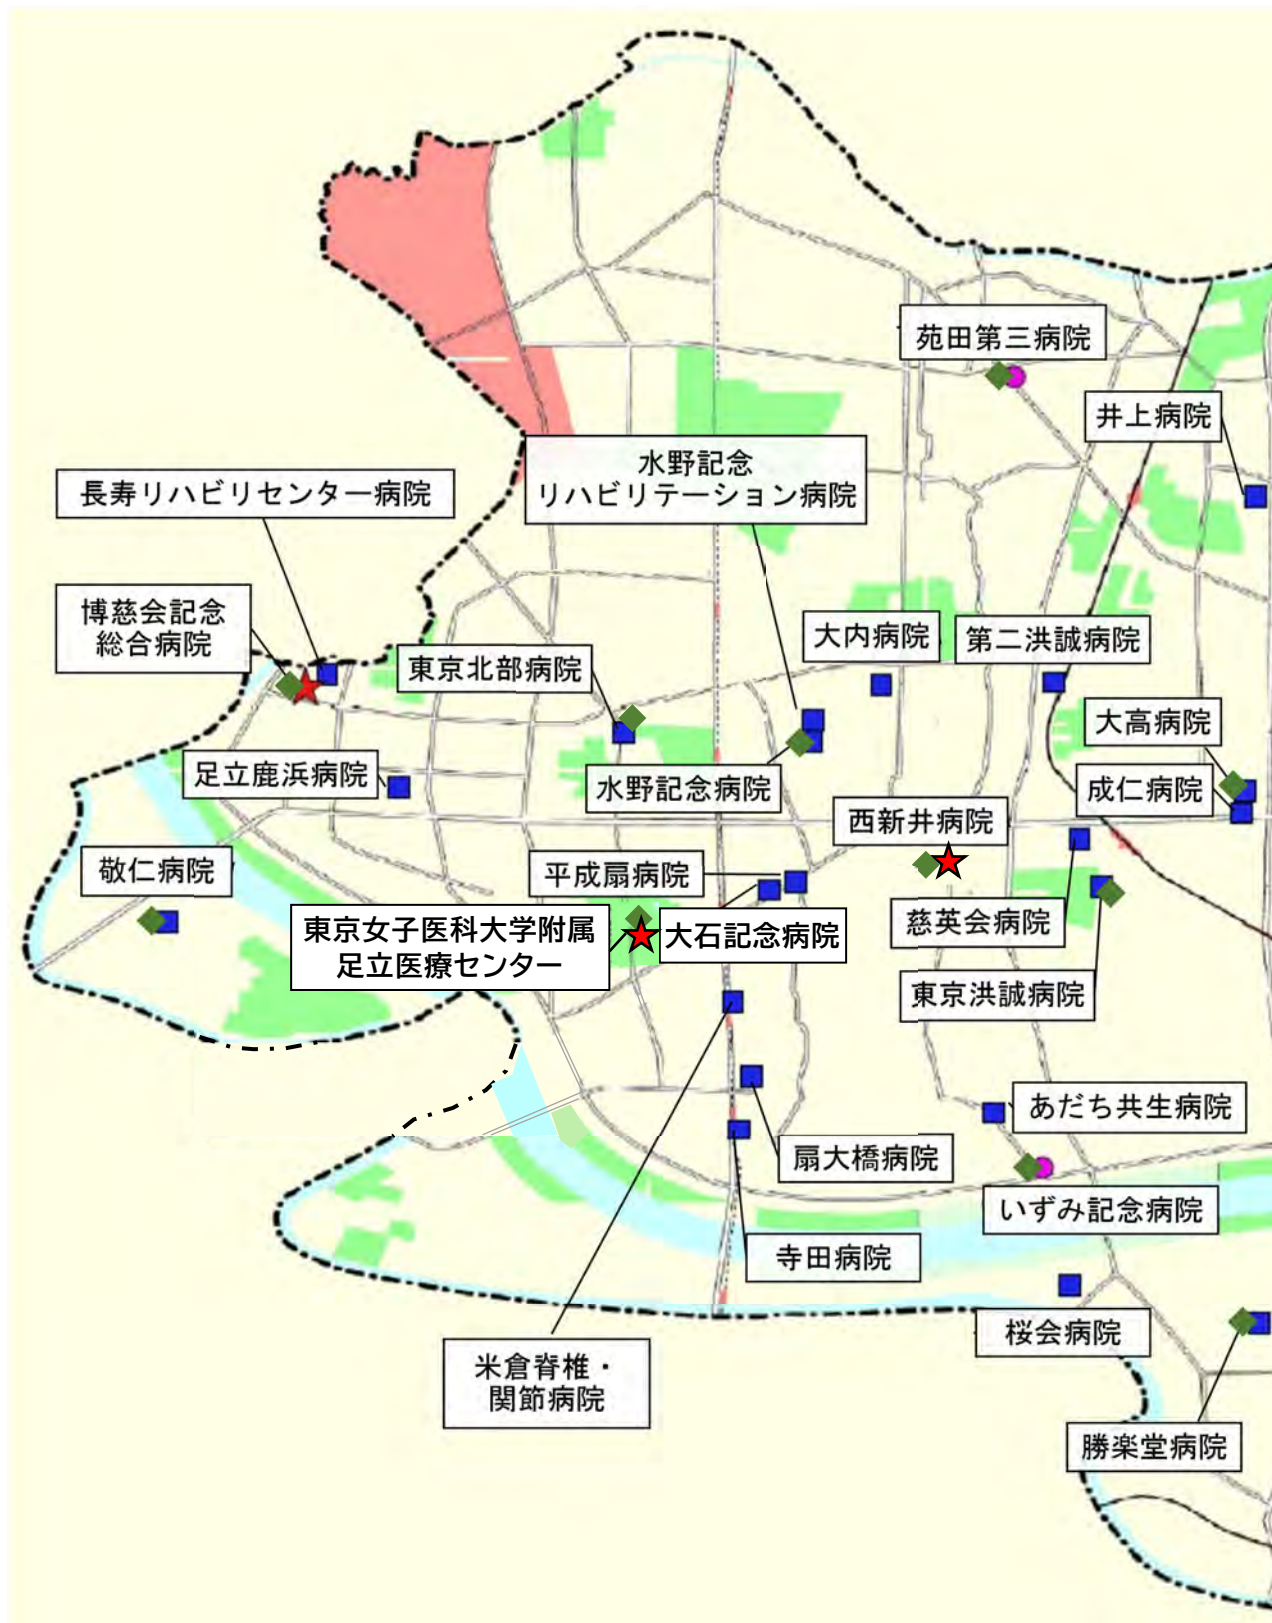 苑田第三病院
井上病院
水野記念
リハビリテーション病院
長寿リハビリセンター病院
博慈会記念
総合病院
大内病院
第二洪誠病院
東京北部病院
大高病院
足立鹿浜病院
水野記念病院
成仁病院
西新井病院
敬仁病院
平成扇病院
東京女子医科大学附属
足立医療センター
大石記念病院
慈英会病院
東京洪誠病院
あだち共生病院
扇大橋病院
いずみ記念病院
寺田病院
桜会病院
米倉脊椎・
関節病院
勝楽堂病院